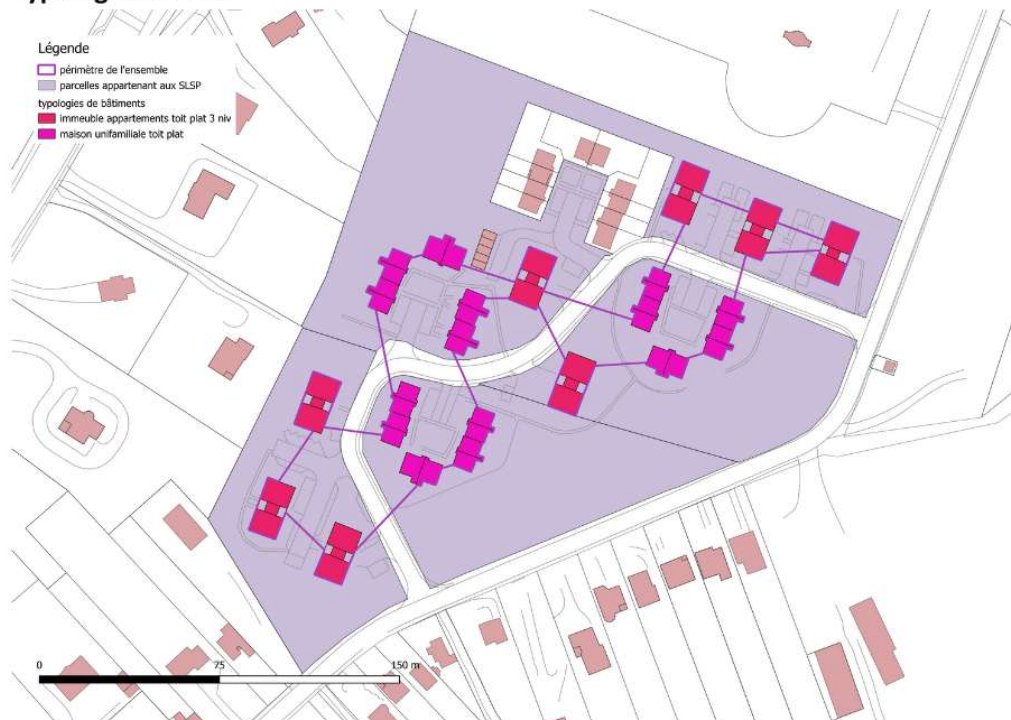 Légende
périmètre de l'ensemble
parcelles appartenant aux SLSP
typologies de bâtiments
immeuble appartements toit plat 3 niv
maison unifamiliale toit plat
0 75 150 m